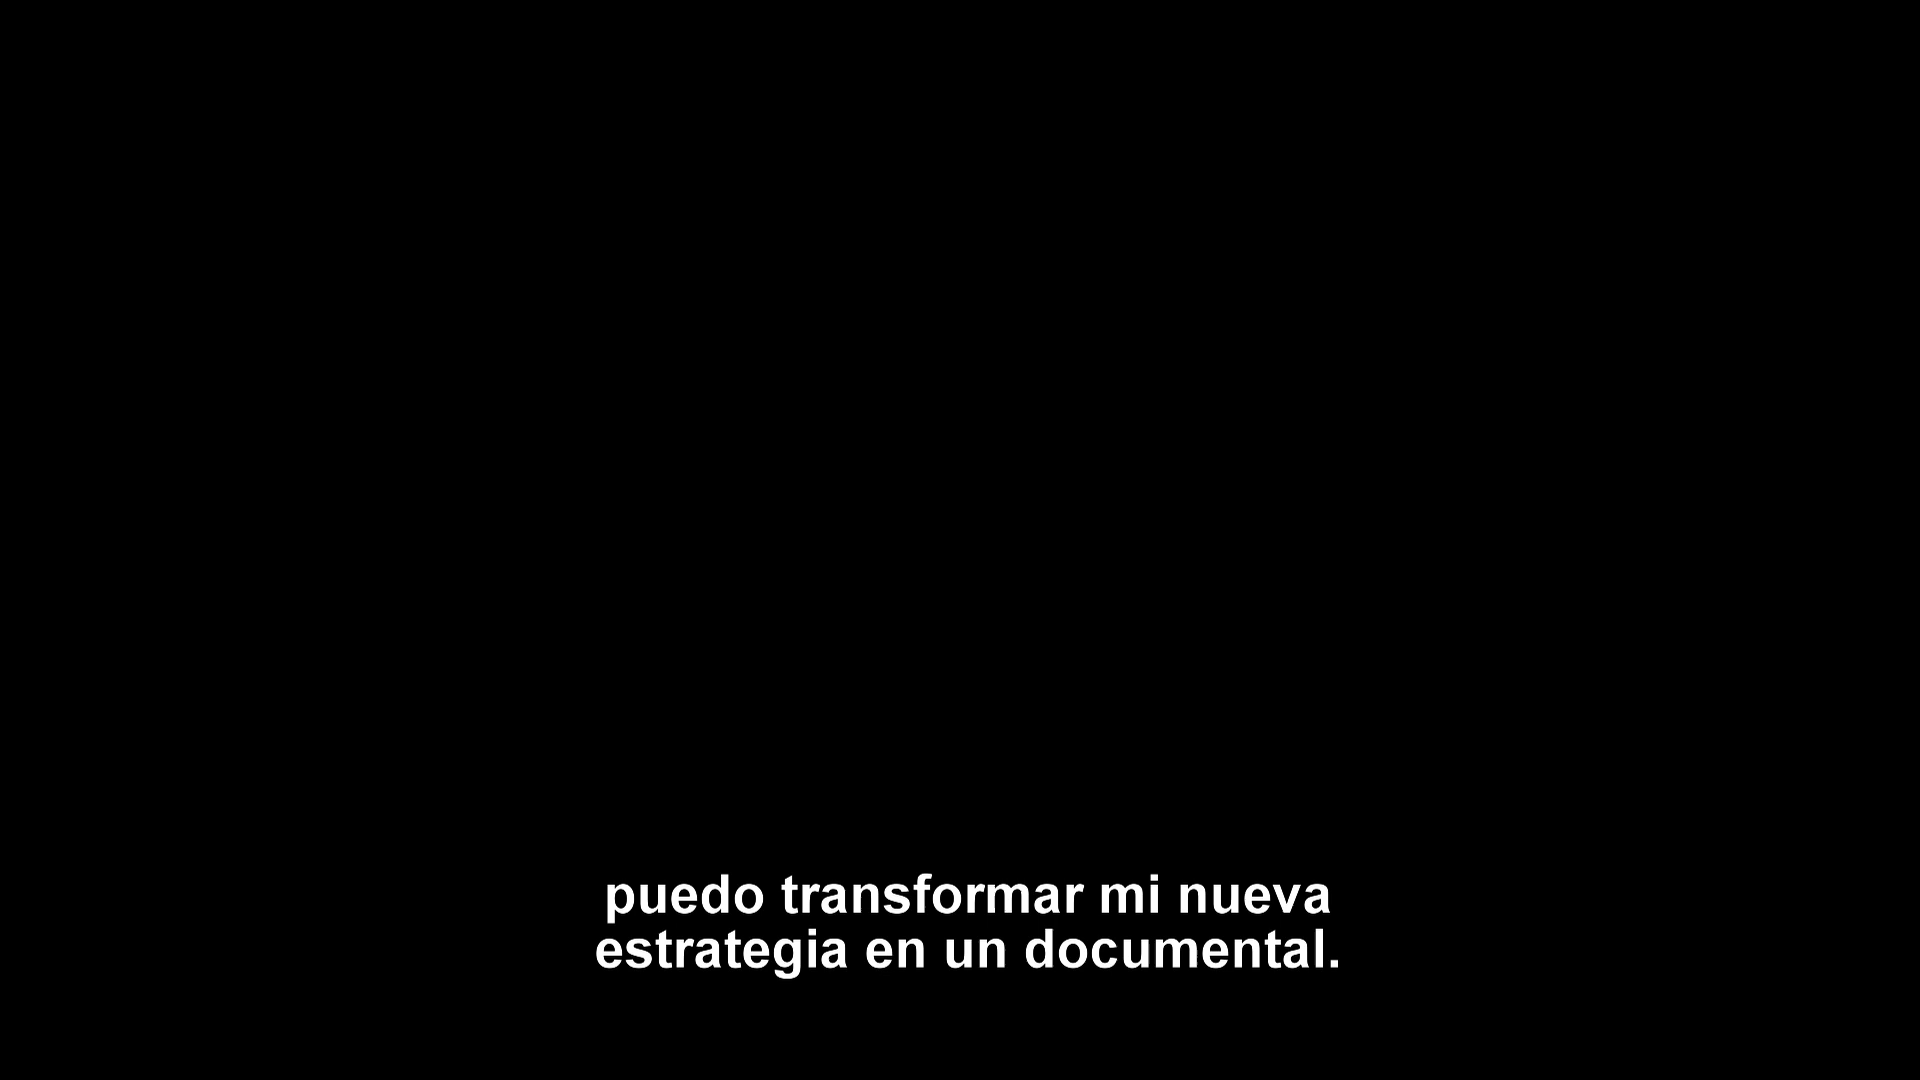 puedo transformar mi nueva
estrategia en un documental.